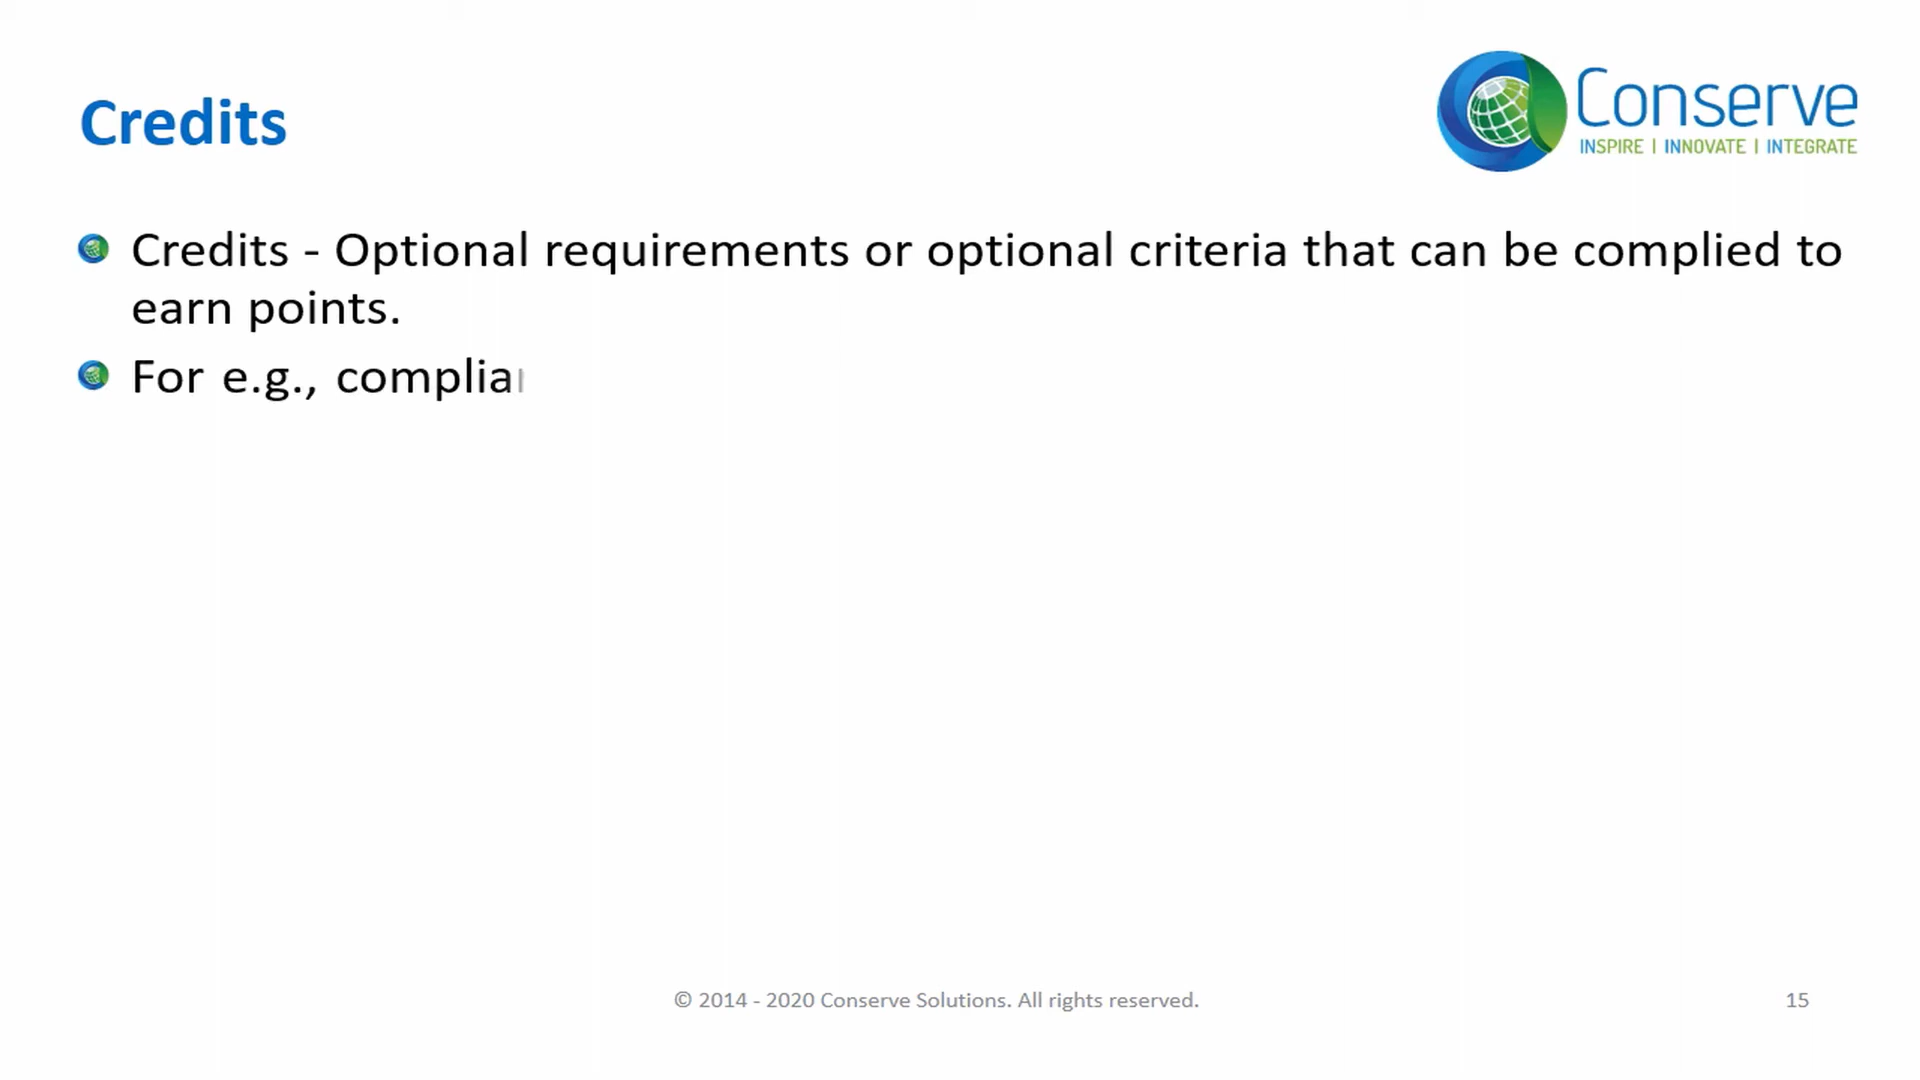 Credits
Conserve
INSPIRE | INNOVATE | INTEGRATE
Credits - Optional requirements or optional criteria that can be complied to
earn points.
For e.g.,
© 2014 - 2020 Conserve Solutions. All rights reserved.
15